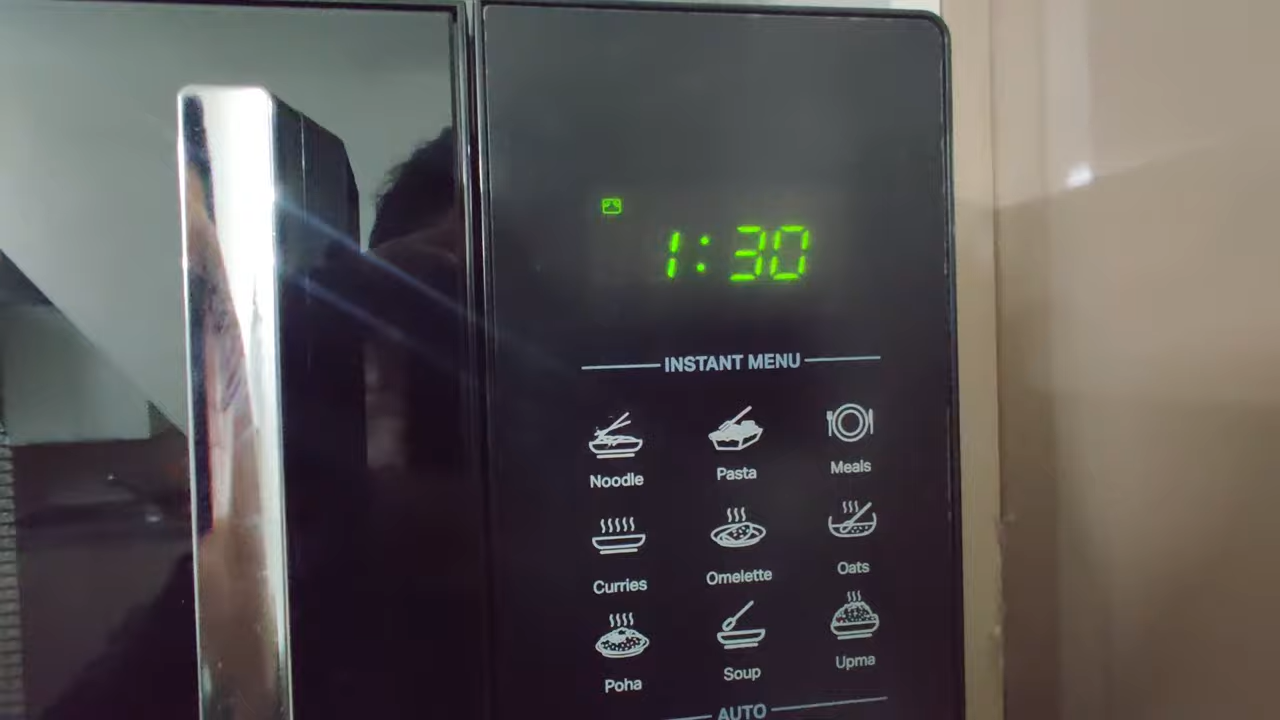 1:30
INSTANT MENU
Noodle Pasta Meals
Curries Omelette Oats
Poha Soup Upma
AUTO